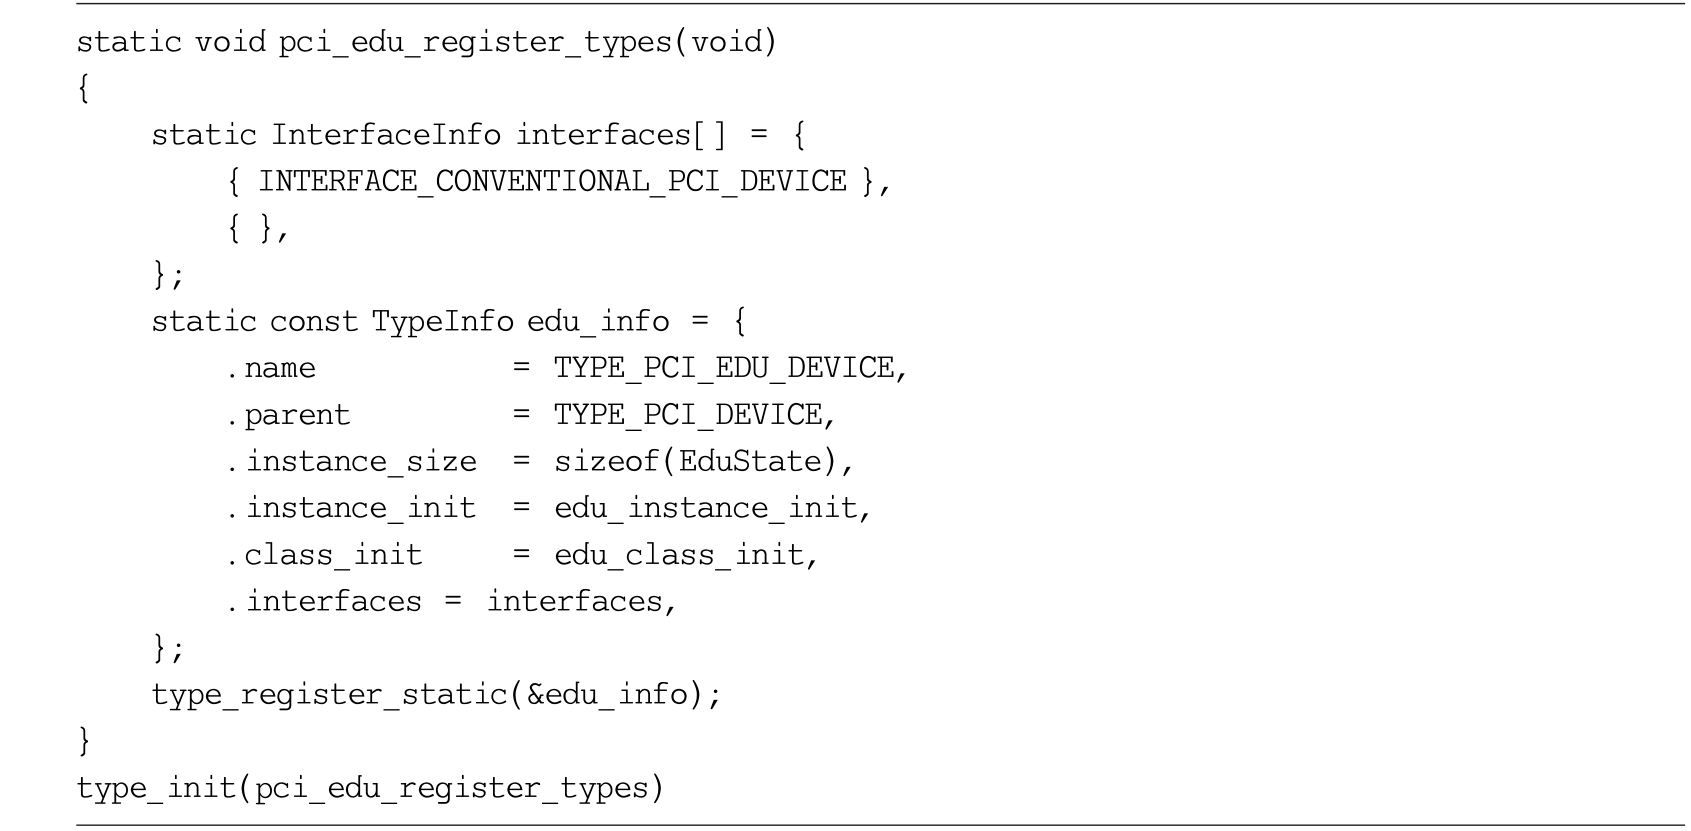 static void pci_edu_register_types(void)
{
    static InterfaceInfo interfaces[] = {
        { INTERFACE_CONVENTIONAL_PCI_DEVICE },
        { },
    };
    static const TypeInfo edu_info = {
        .name          = TYPE_PCI_EDU_DEVICE,
        .parent        = TYPE_PCI_DEVICE,
        .instance_size = sizeof(EduState),
        .instance_init = edu_instance_init,
        .class_init    = edu_class_init,
        .interfaces = interfaces,
    };
    type_register_static(&edu_info);
}
type_init(pci_edu_register_types)